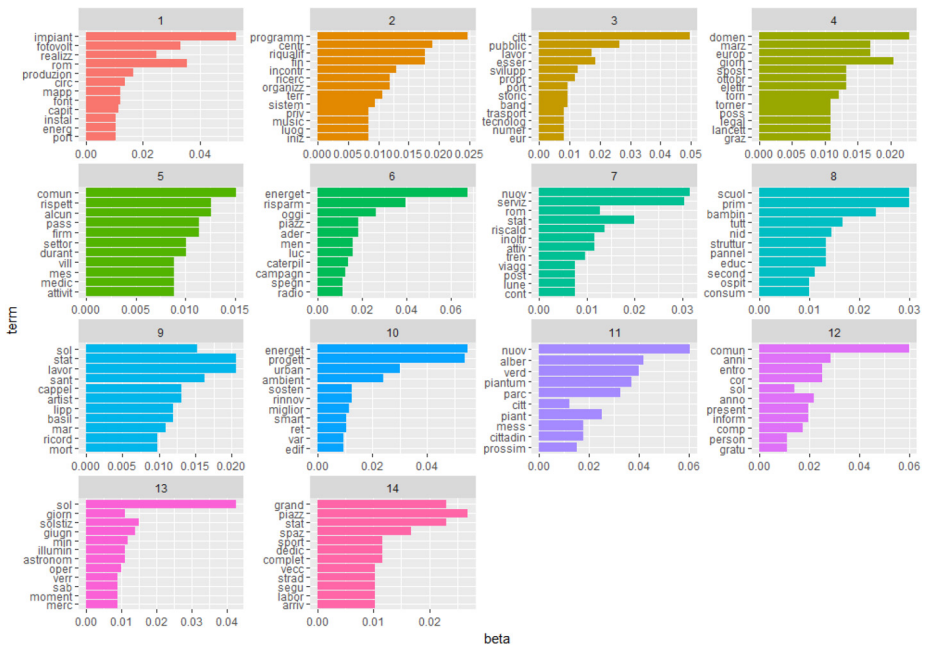 1
impiant
fotovolt
realizz
rom
produzion
circ
mapp
font
capit
instal
energ
port
0.00 0.02 0.04
2
programm
centr
riqualif
fin
incontr
ricerc
organizz
terr
sistem
priv
music
luog
iniz
0.000 0.005 0.010 0.015 0.020 0.025
3
citt
pubblic
lavor
esser
svilupp
propr
port
storic
band
trasport
tecnolog
numer
eur
0.00 0.01 0.02 0.03 0.04 0.05
4
domen
marz
europ
giorn
spost
ottobr
elettr
torn
torner
poss
legal
lancett
graz
0.000 0.005 0.010 0.015 0.020
5
comun
rispett
alcun
pass
firm
settor
durant
vill
mes
medic
attivit
0.000 0.005 0.010 0.015
6
energet
risparm
oggi
piazz
ader
men
luc
caterpil
campagn
spegn
radio
0.00 0.02 0.04 0.06
7
nuov
serviz
rom
stat
riscald
inoltr
attiv
tren
viagg
post
lune
cont
0.00 0.01 0.02 0.03
8
scuol
prim
bambin
tutt
nid
struttur
pannel
educ
second
ospit
consum
0.00 0.01 0.02 0.03
term
9
sol
stat
lavor
sant
cappel
artist
lipp
basil
mar
ricord
mort
0.000 0.005 0.010 0.015 0.020
10
energet
progett
urban
ambient
sosten
rinnov
miglior
smart
ret
var
edif
0.00 0.02 0.04
11
nuov
alber
verd
piantum
parc
citt
piant
mess
cittadin
prossim
0.00 0.02 0.04 0.06
12
comun
anni
entro
cor
sol
anno
present
inform
comp
person
gratu
0.00 0.02 0.04 0.06
13
sol
giorn
solstiz
giugn
min
illumin
astronom
oper
verr
sab
moment
merc
0.00 0.01 0.02 0.03 0.04
14
grand
piazz
stat
spaz
sport
dedic
complet
vecc
strad
segu
labor
arriv
0.00 0.01 0.02
beta